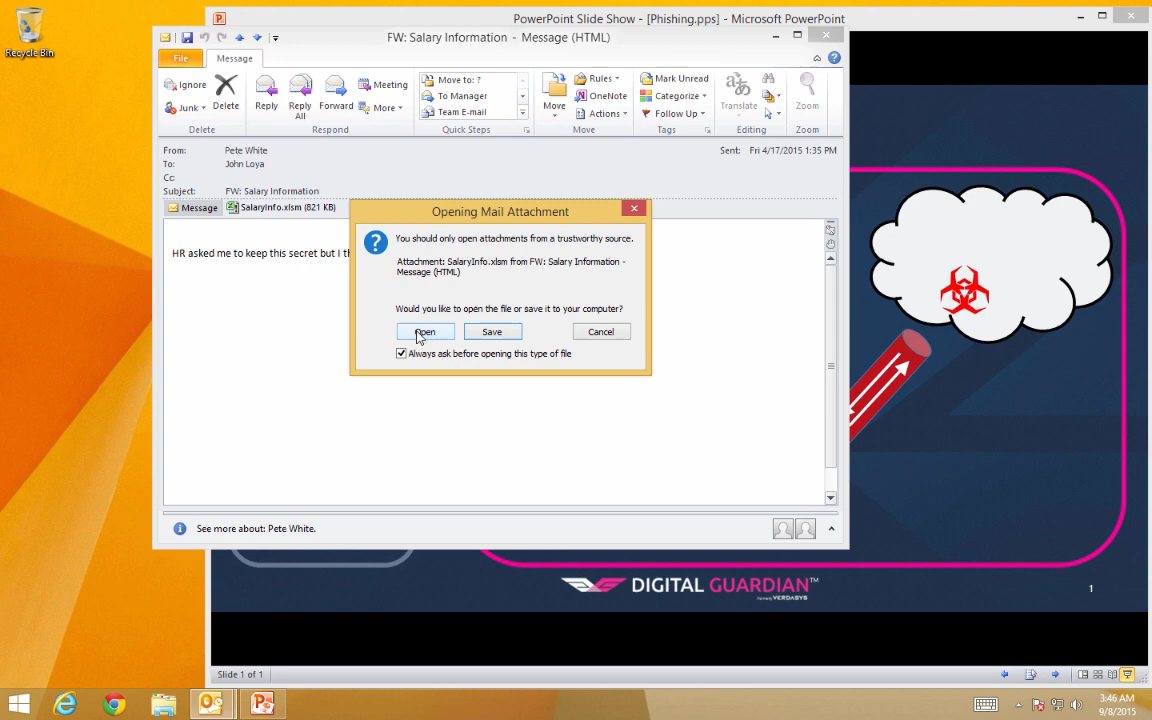 Recycle Bin
PowerPoint Slide Show - [Phishing.pps] - Microsoft PowerPoint
FW: Salary Information - Message (HTML)
File
Message
Ignore
Junk
Delete
Delete
Reply
Reply All
Forward
Meeting
More
Respond
Move to: ?
To Manager
Team E-mail
Quick Steps
Move
Rules
OneNote
Actions
Move
Mark Unread
Categorize
Follow Up
Tags
Translate
Editing
Zoom
Zoom
From: Pete White
Sent: Fri 4/17/2015 1:35 PM
To: John Loya
Cc:
Subject: FW: Salary Information
Message
SalaryInfo.xlsm (821 KB)
HR asked me to keep this secret but I th
Opening Mail Attachment
You should only open attachments from a trustworthy source.
Attachment: SalaryInfo.xlsm from FW: Salary Information -
Message (HTML)
Would you like to open the file or save it to your computer?
Open
Save
Cancel
Always ask before opening this type of file
See more about: Pete White.
DIGITAL GUARDIAN™
VERDASYS
1
Slide 1 of 1
3:46 AM
9/8/2015